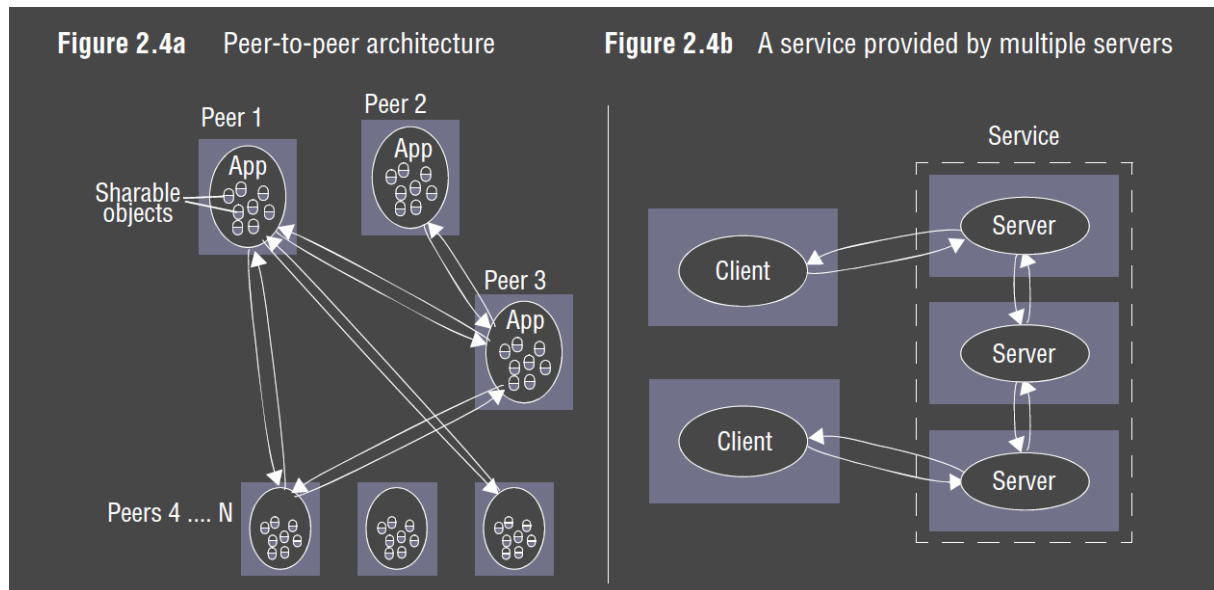 Figure 2.4a Peer-to-peer architecture
Peer 1
Peer 2
App
App
Sharable
objects
Peer 3
App
Peers 4 .... N
Figure 2.4b A service provided by multiple servers
Service
Server
Client
Server
Client
Server